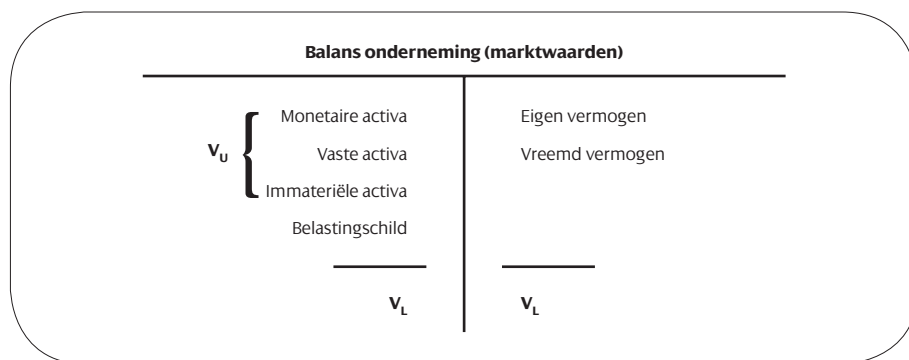 Balans onderneming (marktwaarden)
Monetaire activa Eigen vermogen
V_U { Vaste activa Vreemd vermogen
Immateriële activa
Belastingschild
V_L V_L